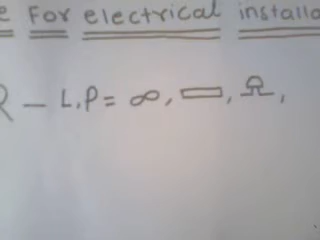 e For electrical installa
R - L.P = ∞, ▭, Ω,